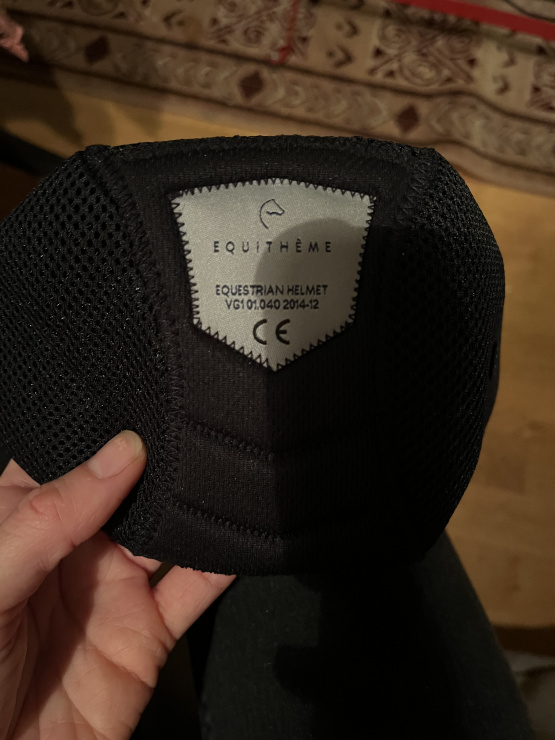 EQUITHÈME
EQUESTRIAN HELMET
VG1 01.040 2014-12
CE